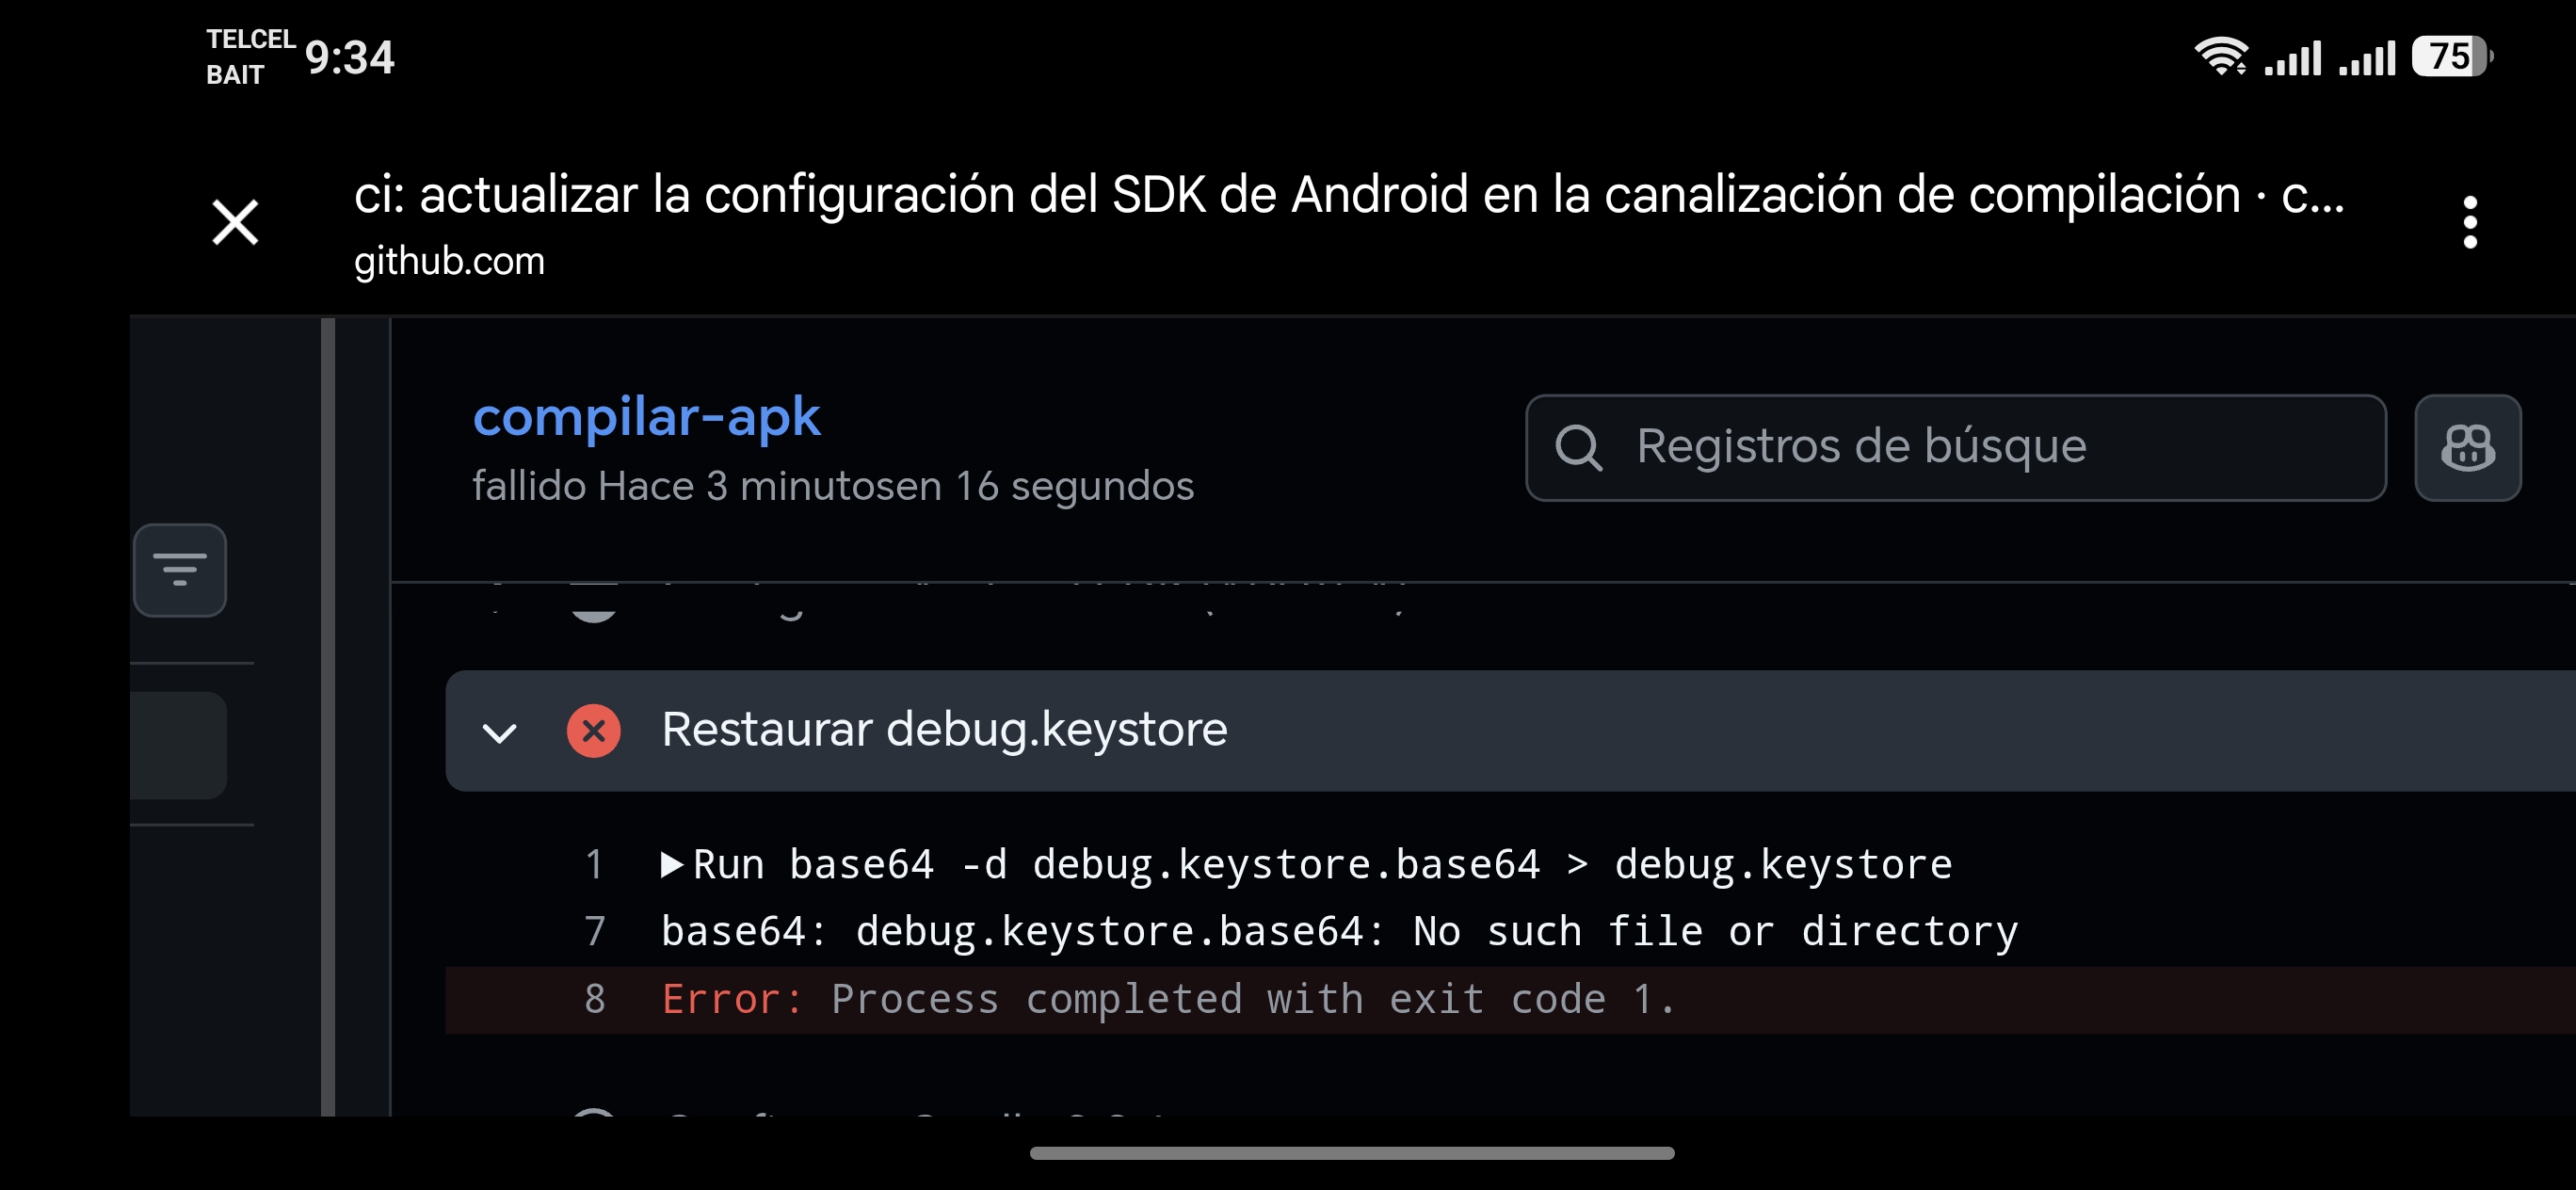 TELCEL
BAIT
9:34
75
ci: actualizar la configuración del SDK de Android en la canalización de compilación · c...
github.com
compilar-apk
fallido Hace 3 minutosen 16 segundos
Registros de búsque
Restaurar debug.keystore
1 Run base64 -d debug.keystore.base64 > debug.keystore
7 base64: debug.keystore.base64: No such file or directory
8 Error: Process completed with exit code 1.